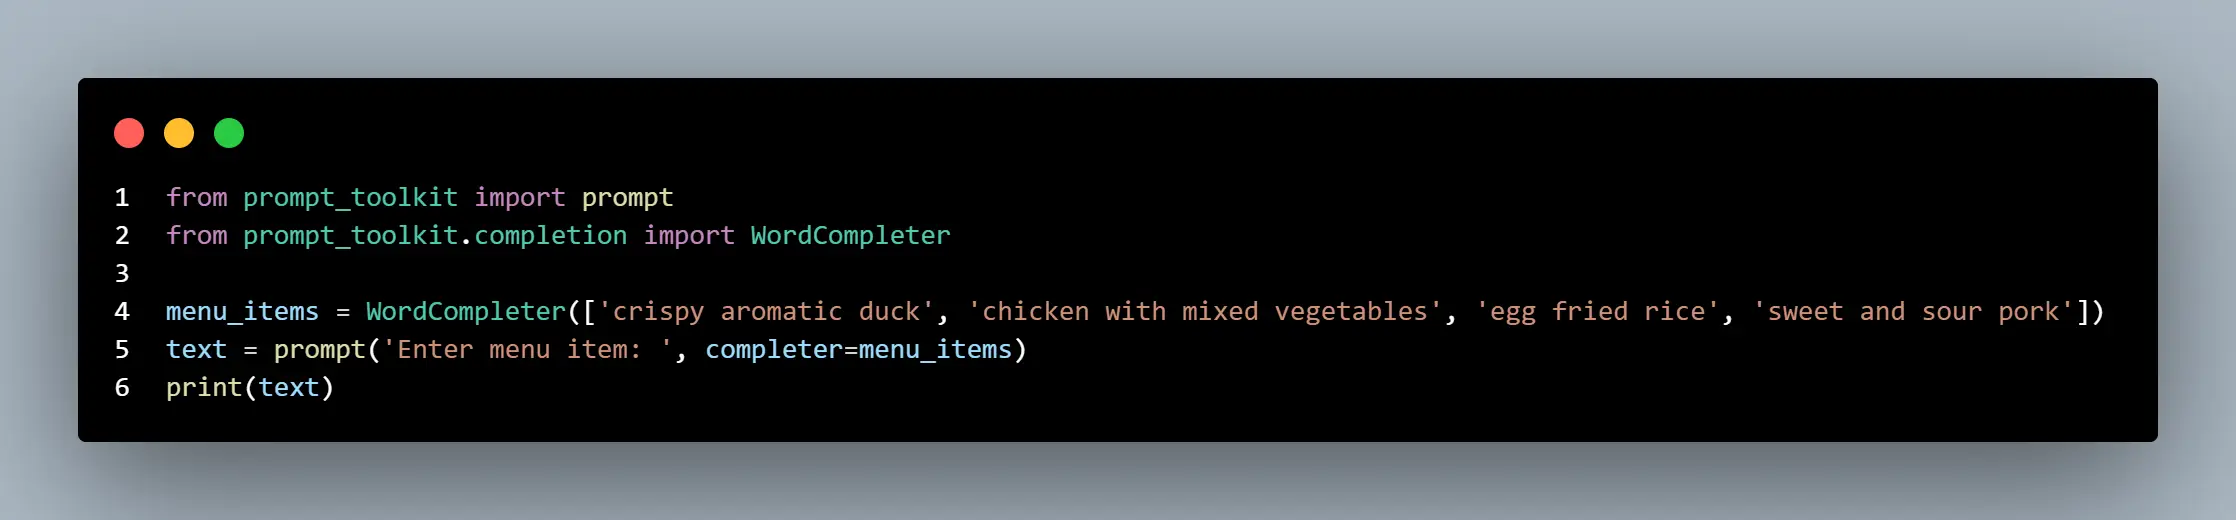 1 from prompt_toolkit import prompt
2 from prompt_toolkit.completion import WordCompleter
3
4 menu_items = WordCompleter(['crispy aromatic duck', 'chicken with mixed vegetables', 'egg fried rice', 'sweet and sour pork'])
5 text = prompt('Enter menu item: ', completer=menu_items)
6 print(text)